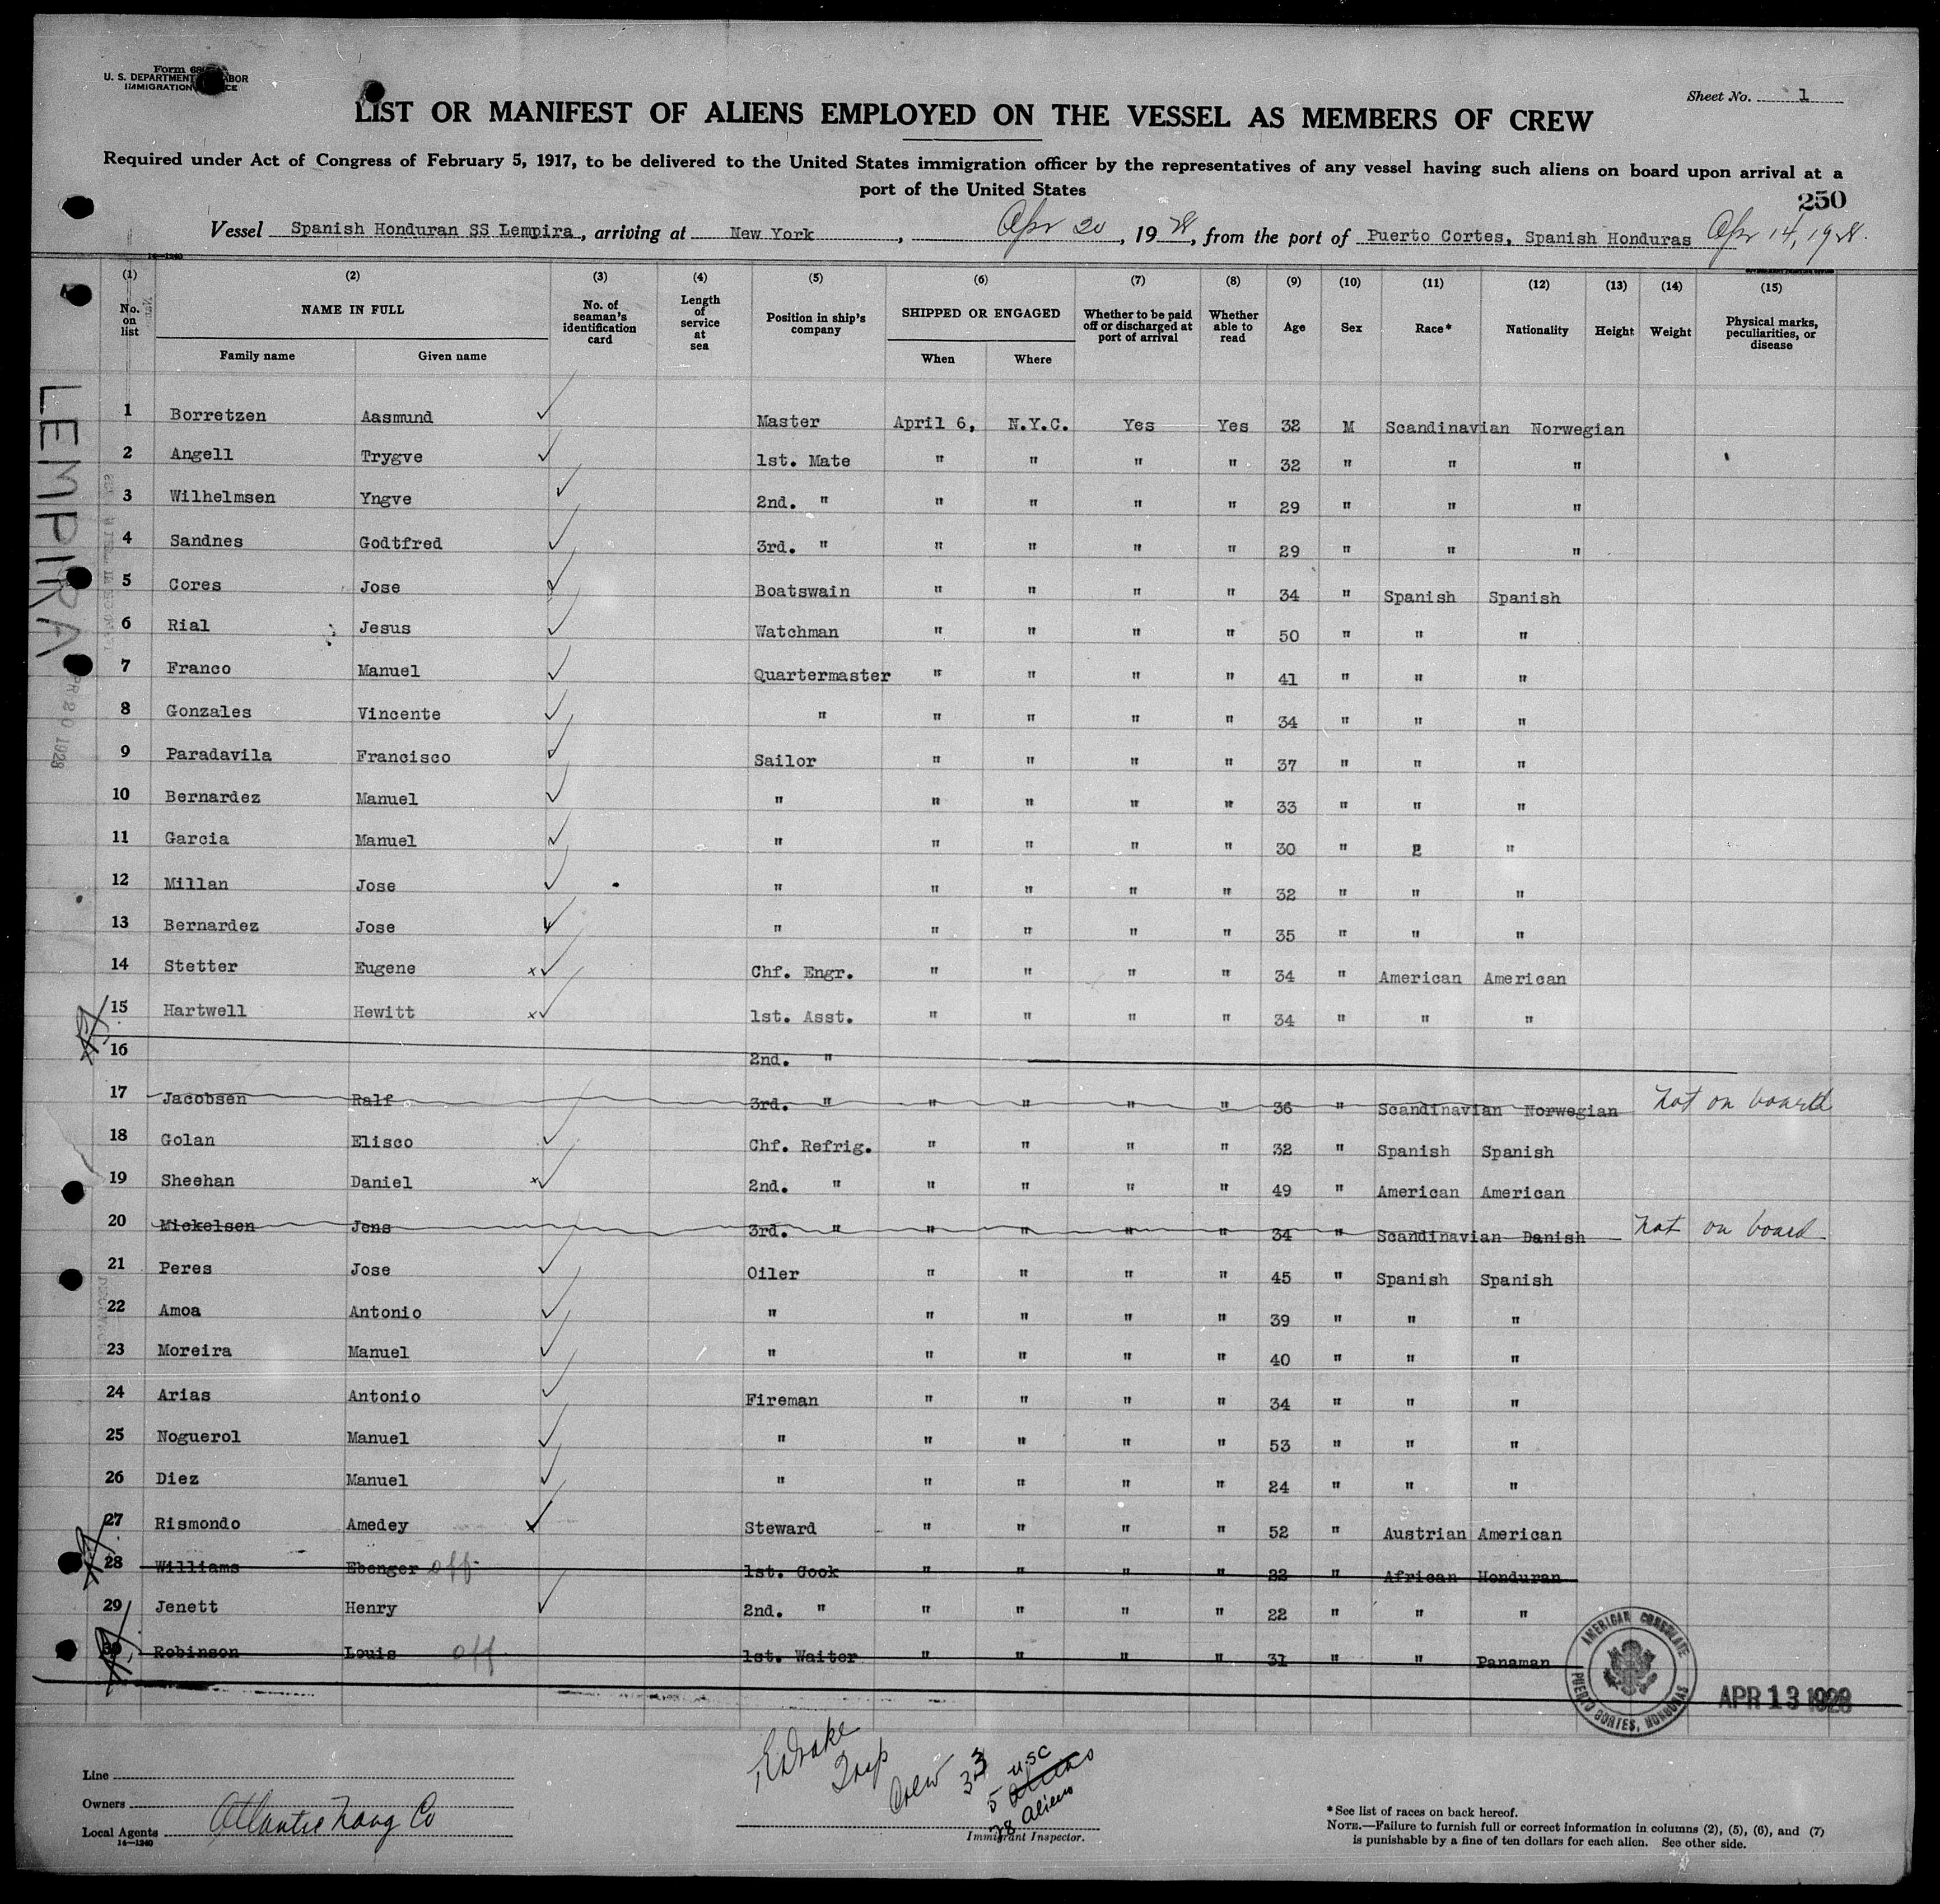 Form 68
U. S. DEPARTMENT LABOR
IMMIGRATION SERVICE
Sheet No. 1
LIST OR MANIFEST OF ALIENS EMPLOYED ON THE VESSEL AS MEMBERS OF CREW
Required under Act of Congress of February 5, 1917, to be delivered to the United States immigration officer by the representatives of any vessel having such aliens on board upon arrival at a
port of the United States
250
Vessel Spanish Honduran SS Lempira, arriving at New York, Apr 20, 1928, from the port of Puerto Cortes, Spanish Honduras Apr 14, 1928.
14—1240
(1) (2) (3) (4) (5) (6) (7) (8) (9) (10) (11) (12) (13) (14) (15)
No. on list NAME IN FULL No. of seaman's identification card Length of service at sea Position in ship's company SHIPPED OR ENGAGED Whether to be paid off or discharged at port of arrival Whether able to read Age Sex Race* Nationality Height Weight Physical marks, peculiarities, or disease
Family name Given name When Where
LEMPIRA
1 Borretzen Aasmund Master April 6, N.Y.C. Yes Yes 32 M Scandinavian Norwegian
2 Angell Trygve 1st. Mate " " " " 32 " " "
3 Wilhelmsen Yngve 2nd. " " " " " 29 " " "
4 Sandnes Godtfred 3rd. " " " " " 29 " " "
5 Cores Jose Boatswain " " " " 34 " Spanish Spanish
6 Rial Jesus Watchman " " " " 50 " " "
7 Franco Manuel Quartermaster " " " " 41 " " "
8 Gonzales Vincente " " " " " 34 " " "
9 Paradavila Francisco Sailor " " " " 37 " " "
10 Bernardez Manuel " " " " " 33 " " "
11 Garcia Manuel " " " " " 30 " " "
12 Millan Jose " " " " " 32 " " "
13 Bernardez Jose " " " " " 35 " " "
14 Stetter Eugene x Chf. Engr. " " " " 34 " American American
15 Hartwell Hewitt x 1st. Asst. " " " " 34 " " "
16 2nd. "
17 Jacobsen Ralf 3rd. " " " " " 36 " Scandinavian Norwegian not on board
18 Golan Elisco Chf. Refrig. " " " " 32 " Spanish Spanish
19 Sheehan Daniel x 2nd. " " " " " 49 " American American
20 Mickelsen Jens 3rd. " " " " " 34 " Scandinavian Danish not on board
21 Peres Jose Oiler " " " " 45 " Spanish Spanish
22 Amoa Antonio " " " " " 39 " " "
23 Moreira Manuel " " " " " 40 " " "
24 Arias Antonio Fireman " " " " 34 " " "
25 Noguerol Manuel " " " " " 53 " " "
26 Diez Manuel " " " " " 24 " " "
27 Rismondo Amedey x Steward " " " " 52 " Austrian American
28 Williams Ebenger off 1st. Cook " " " " 22 " African Honduran
29 Jenett Henry 2nd. " " " " " 22 " " "
30 Robinson Louis off 1st. Waiter " " " " 31 " " Panaman
AMERICAN CONSULATE
PUERTO CORTES, HONDURAS
APR 13 1928
APR 20 1928
Drake
Insp
Crew 33
5 usc
28 aliens
Immigrant Inspector.
Line
Owners
Local Agents Atlantic Navg Co
14—1240
*See list of races on back hereof.
NOTE.—Failure to furnish full or correct information in columns (2), (5), (6), and (7)
is punishable by a fine of ten dollars for each alien. See other side.